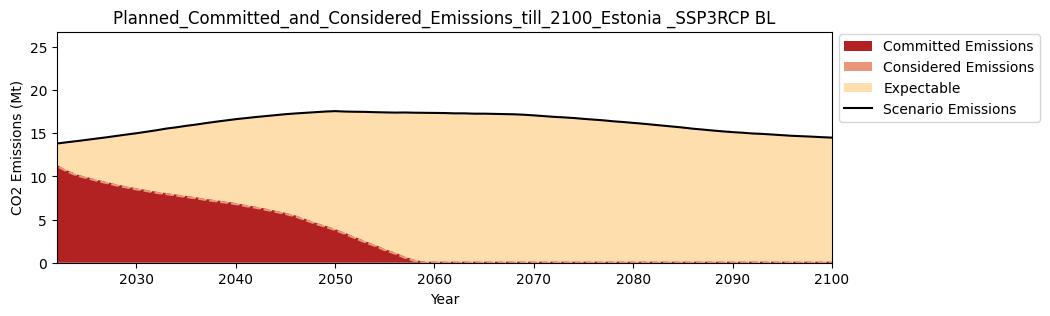 Planned_Committed_and_Considered_Emissions_till_2100_Estonia _SSP3RCP BL
Committed Emissions
Considered Emissions
Expectable
Scenario Emissions
CO2 Emissions (Mt)
25
20
15
10
5
0
2030 2040 2050 2060 2070 2080 2090 2100
Year